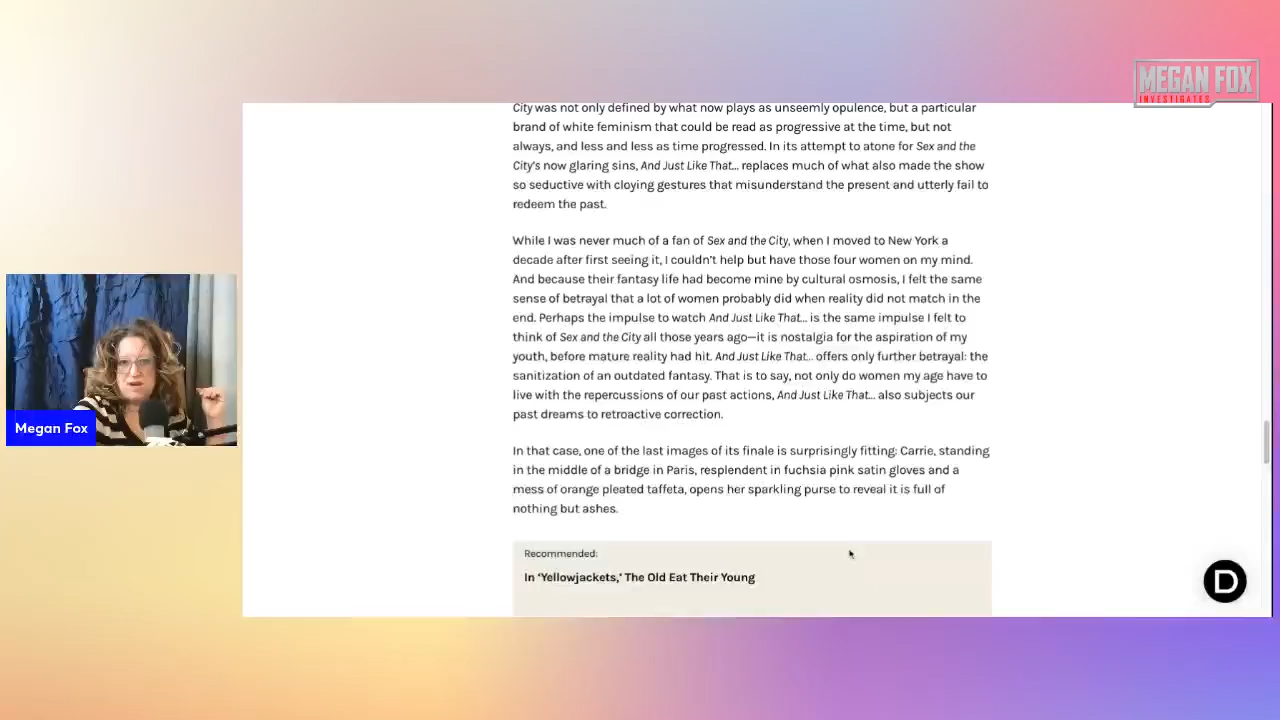 MEGAN FOX
INVESTIGATES
City was not only defined by what now plays as unseemly opulence, but a particular
brand of white feminism that could be read as progressive at the time, but not
always, and less and less as time progressed. In its attempt to atone for Sex and the
City's now glaring sins, And Just Like That... replaces much of what also made the show
so seductive with cloying gestures that misunderstand the present and utterly fail to
redeem the past.
While I was never much of a fan of Sex and the City, when I moved to New York a
decade after first seeing it, I couldn't help but have those four women on my mind.
And because their fantasy life had become mine by cultural osmosis, I felt the same
sense of betrayal that a lot of women probably did when reality did not match in the
end. Perhaps the impulse to watch And Just Like That... is the same impulse I felt to
think of Sex and the City all those years ago—it is nostalgia for the aspiration of my
youth, before mature reality had hit. And Just Like That... offers only further betrayal: the
sanitization of an outdated fantasy. That is to say, not only do women my age have to
live with the repercussions of our past actions, And Just Like That... also subjects our
past dreams to retroactive correction.
In that case, one of the last images of its finale is surprisingly fitting: Carrie, standing
in the middle of a bridge in Paris, resplendent in fuchsia pink satin gloves and a
mess of orange pleated taffeta, opens her sparkling purse to reveal it is full of
nothing but ashes.
Recommended:
In 'Yellowjackets,' The Old Eat Their Young
Megan Fox
D